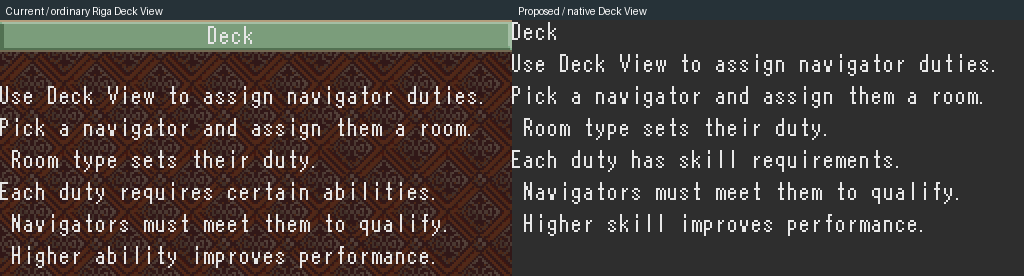 Current / ordinary Riga Deck View
Deck
Use Deck View to assign navigator duties.
Pick a navigator and assign them a room.
Room type sets their duty.
Each duty requires certain abilities.
Navigators must meet them to qualify.
Higher ability improves performance.
Proposed / native Deck View
Deck
Use Deck View to assign navigator duties.
Pick a navigator and assign them a room.
Room type sets their duty.
Each duty has skill requirements.
Navigators must meet them to qualify.
Higher skill improves performance.